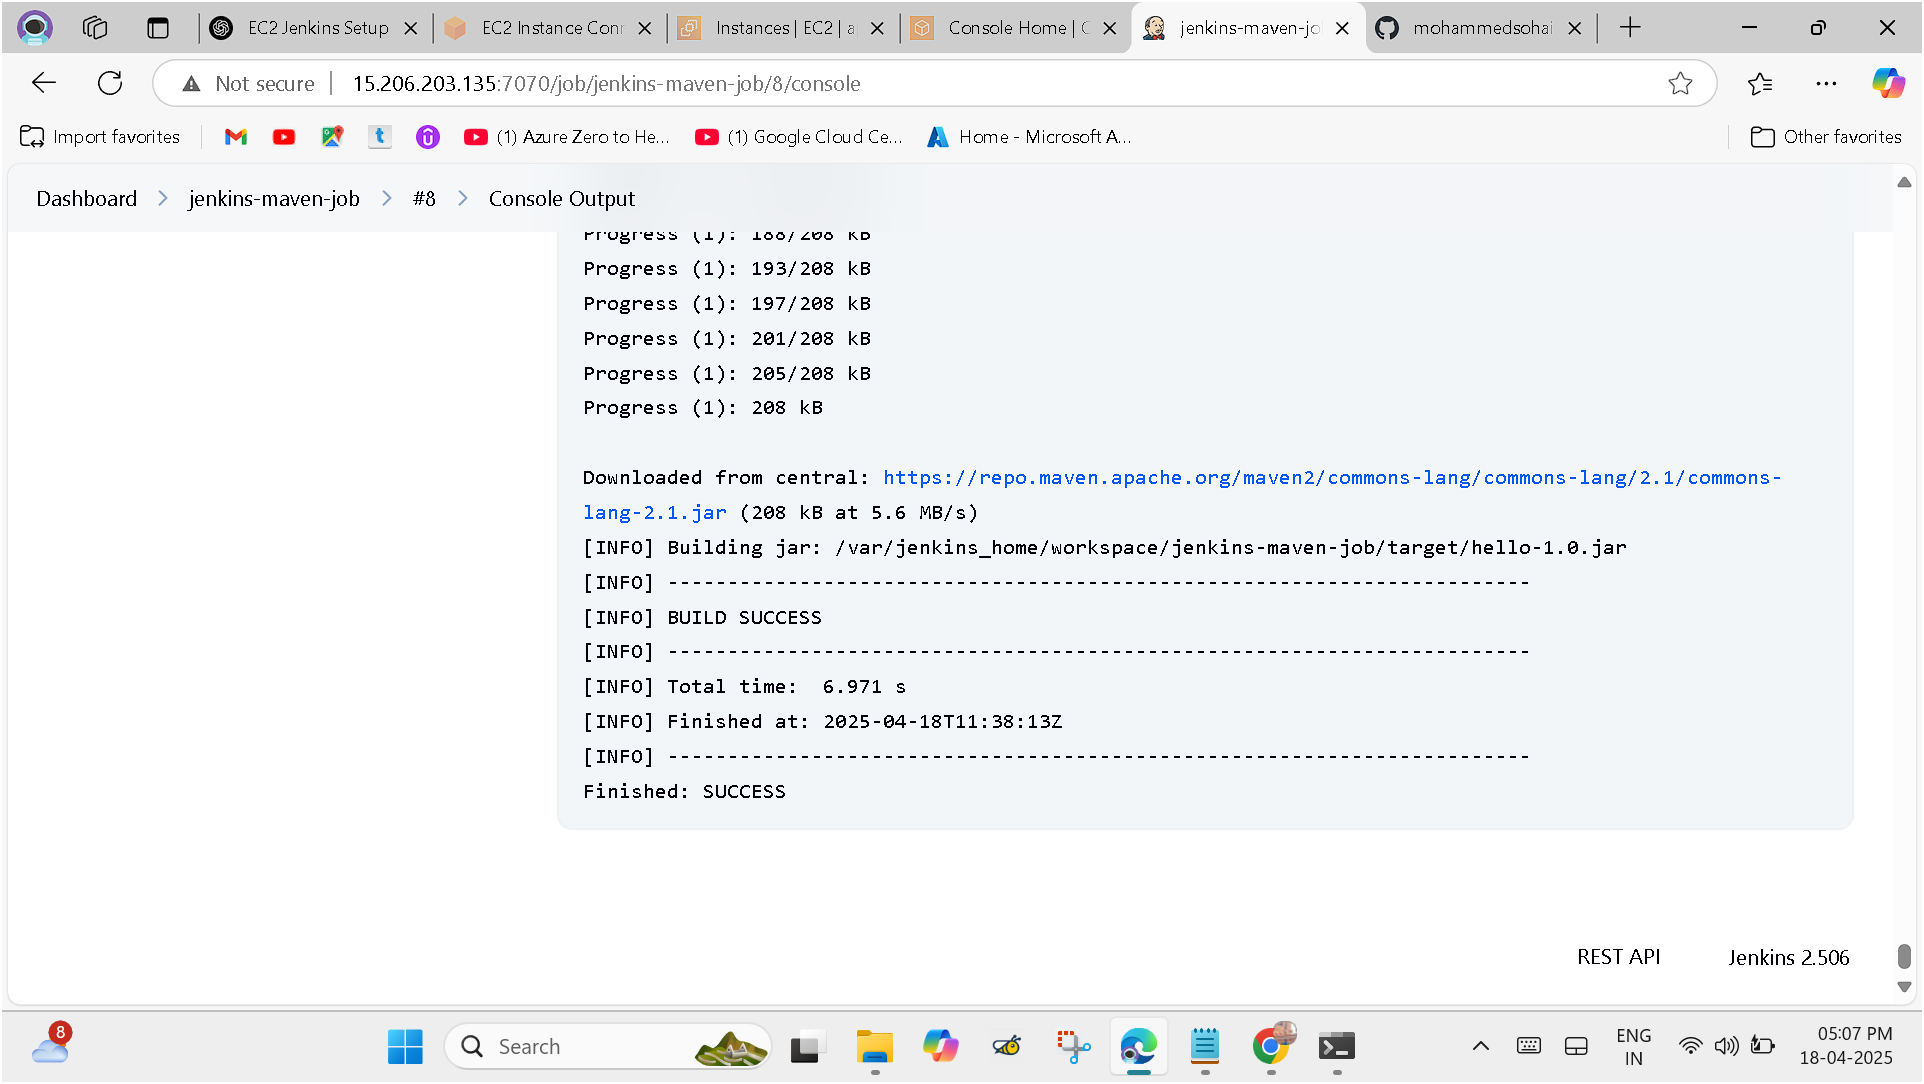 EC2 Jenkins Setup
EC2 Instance Conr
Instances | EC2 | a
Console Home | C
jenkins-maven-jo
mohammedsohai
Not secure
15.206.203.135:7070/job/jenkins-maven-job/8/console
Import favorites
(1) Azure Zero to He...
(1) Google Cloud Ce...
Home - Microsoft A...
Other favorites
Dashboard > jenkins-maven-job > #8 > Console Output
Progress (1): 188/208 kB
Progress (1): 193/208 kB
Progress (1): 197/208 kB
Progress (1): 201/208 kB
Progress (1): 205/208 kB
Progress (1): 208 kB
Downloaded from central: https://repo.maven.apache.org/maven2/commons-lang/commons-lang/2.1/commons-
lang-2.1.jar (208 kB at 5.6 MB/s)
[INFO] Building jar: /var/jenkins_home/workspace/jenkins-maven-job/target/hello-1.0.jar
[INFO] ------------------------------------------------------------------------
[INFO] BUILD SUCCESS
[INFO] ------------------------------------------------------------------------
[INFO] Total time:  6.971 s
[INFO] Finished at: 2025-04-18T11:38:13Z
[INFO] ------------------------------------------------------------------------
Finished: SUCCESS
REST API
Jenkins 2.506
8
Search
ENG
IN
05:07 PM
18-04-2025